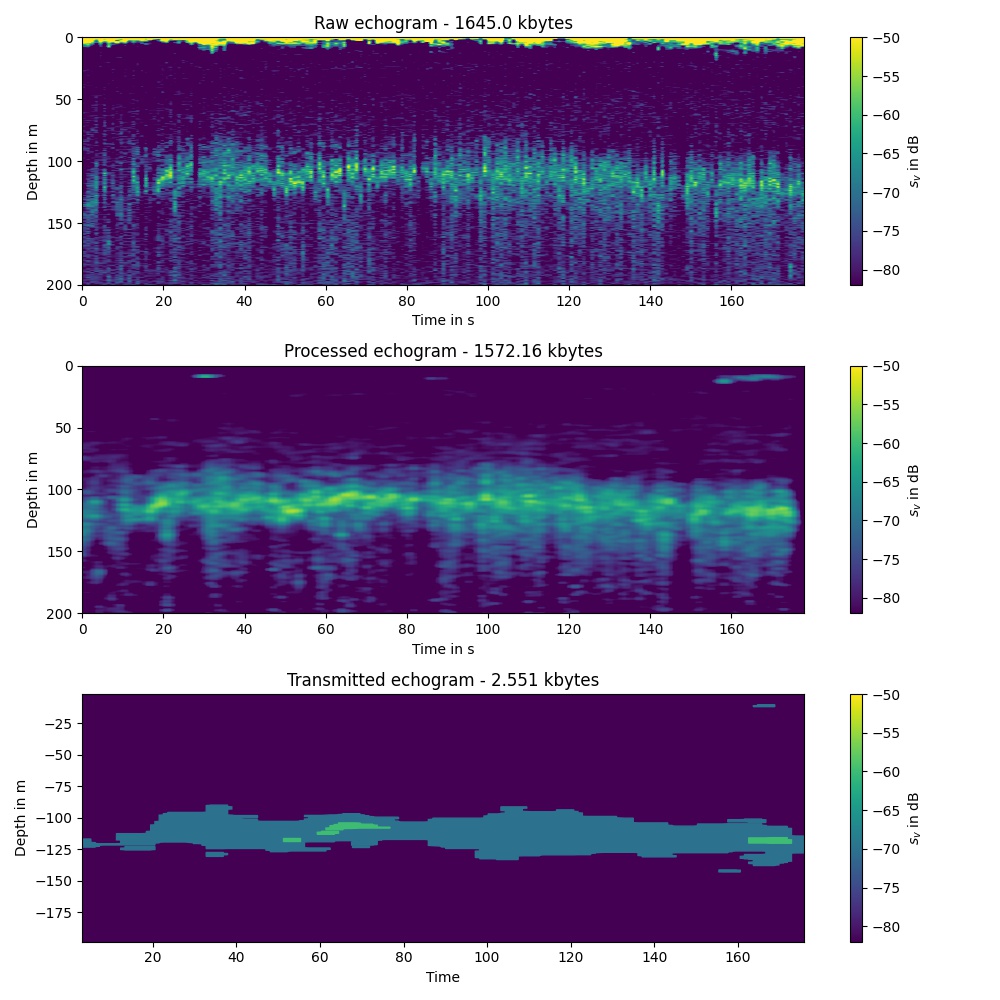 Raw echogram - 1645.0 kbytes
0
50
100
150
200
Depth in m
0 20 40 60 80 100 120 140 160
Time in s
−50
−55
−60
−65
−70
−75
−80
sv in dB
Processed echogram - 1572.16 kbytes
0
50
100
150
200
Depth in m
0 20 40 60 80 100 120 140 160
Time in s
−50
−55
−60
−65
−70
−75
−80
sv in dB
Transmitted echogram - 2.551 kbytes
−25
−50
−75
−100
−125
−150
−175
Depth in m
20 40 60 80 100 120 140 160
Time
−50
−55
−60
−65
−70
−75
−80
sv in dB